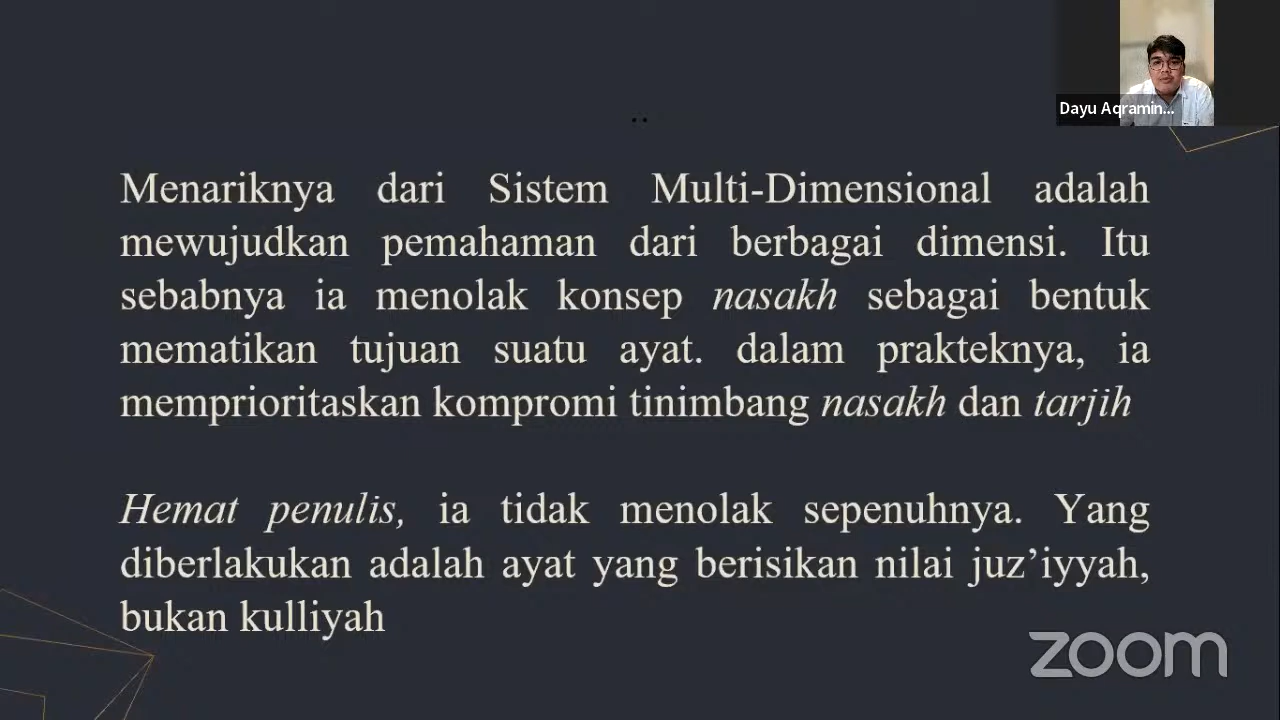 Dayu Aqramin...
..
Menariknya dari Sistem Multi-Dimensional adalah
mewujudkan pemahaman dari berbagai dimensi. Itu
sebabnya ia menolak konsep nasakh sebagai bentuk
mematikan tujuan suatu ayat. dalam prakteknya, ia
memprioritaskan kompromi tinimbang nasakh dan tarjih
Hemat penulis, ia tidak menolak sepenuhnya. Yang
diberlakukan adalah ayat yang berisikan nilai juz’iyyah,
bukan kulliyah
zoom